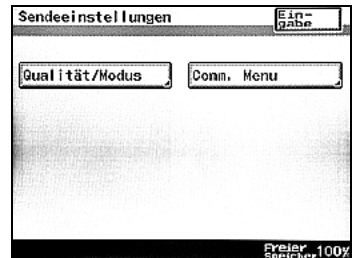 Sendeeinstellungen
Ein-
gabe
Qualität/Modus
Comm. Menu
Freier
Speicher 100%